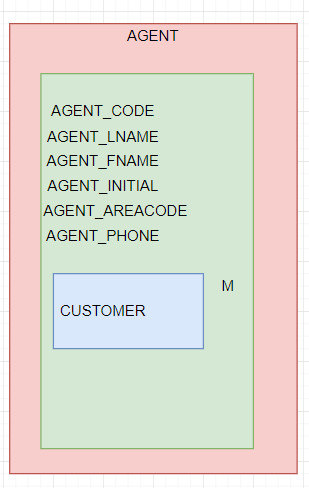 AGENT
AGENT_CODE
AGENT_LNAME
AGENT_FNAME
AGENT_INITIAL
AGENT_AREACODE
AGENT_PHONE
M
CUSTOMER